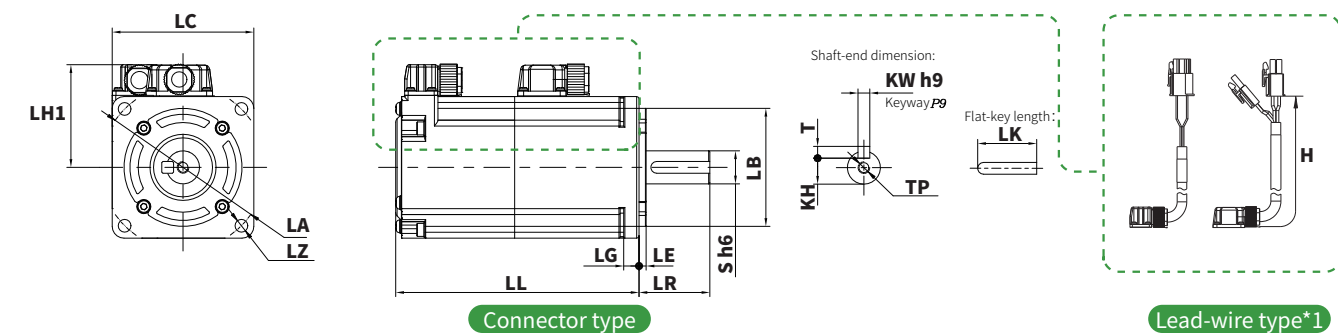 LC
LH1
LA
LZ
LL
LG
LE
LR
LB
S h6
Connector type
Shaft-end dimension:
KW h9
Keyway P9
T
KH
TP
Flat-key length:
LK
H
Lead-wire type*1